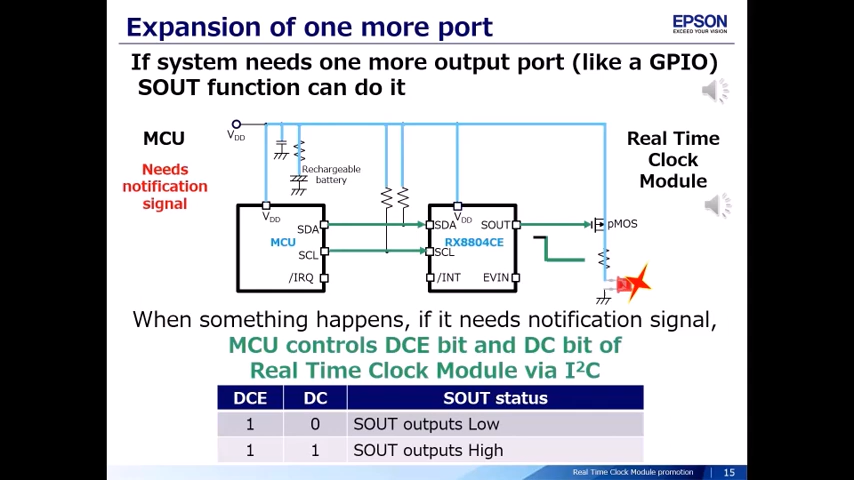 Expansion of one more port
EPSON
EXCEED YOUR VISION
If system needs one more output port (like a GPIO)
SOUT function can do it
MCU
Needs
notification
signal
VDD
Rechargeable
battery
Real Time
Clock
Module
VDD
SDA
MCU
SCL
/IRQ
VDD
SDA
SOUT
RX8804CE
SCL
/INT
EVIN
pMOS
When something happens, if it needs notification signal,
MCU controls DCE bit and DC bit of
Real Time Clock Module via I²C
DCE DC SOUT status
1 0 SOUT outputs Low
1 1 SOUT outputs High
Real Time Clock Module promotion 15